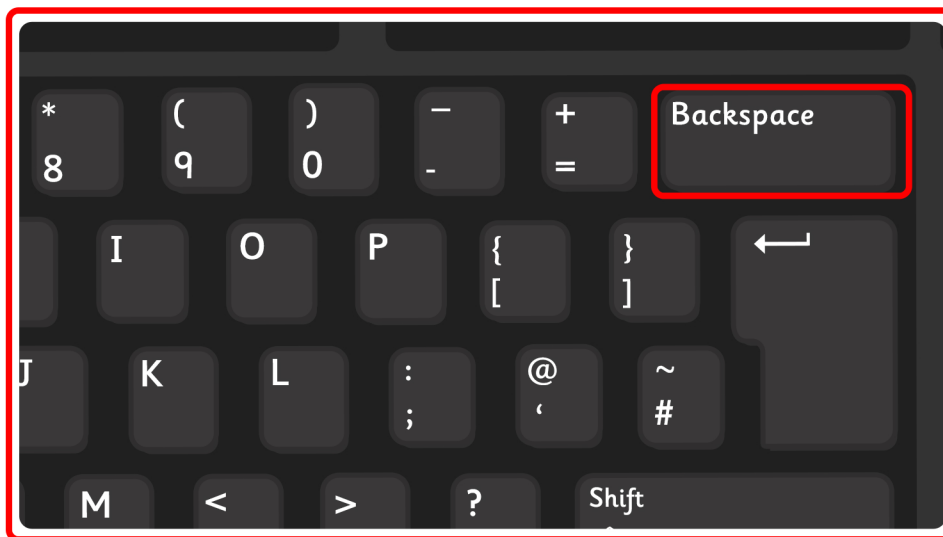 * ( ) — + Backspace
8 9 0 - =
I O P { }
[ ]
J K L : @ ~
; ‘ #
M < > ? Shift